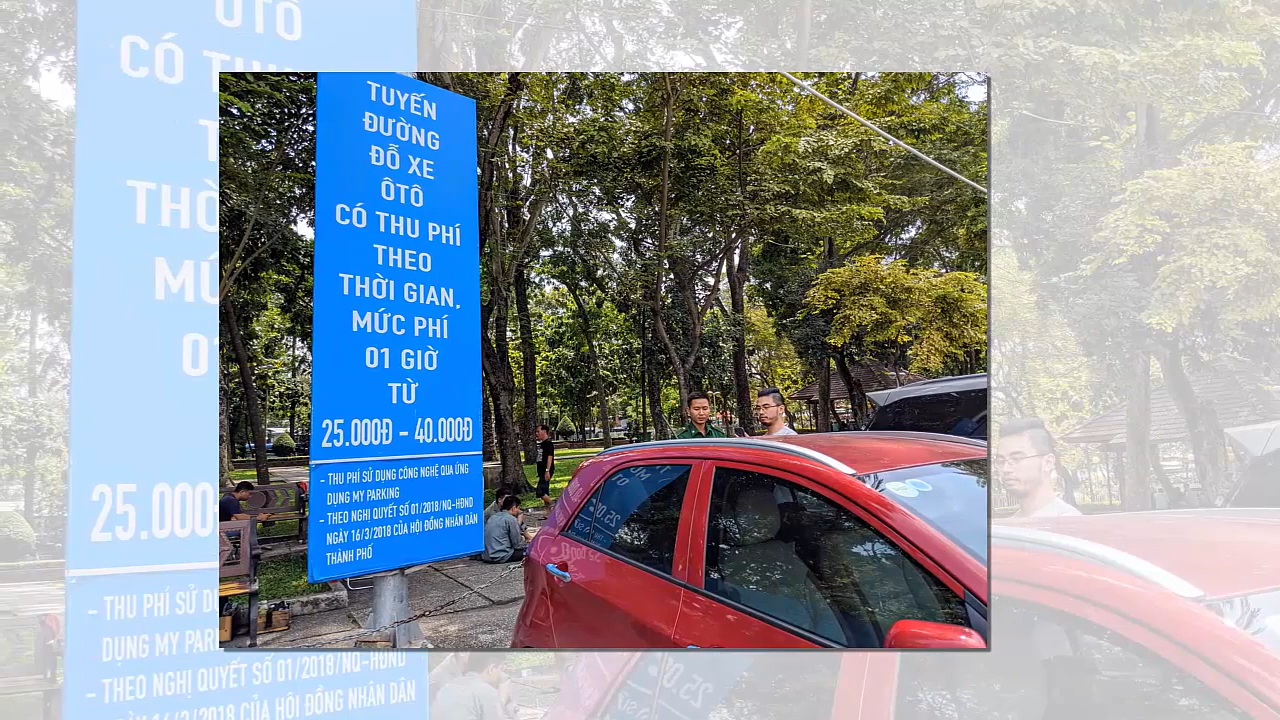 TUYẾN
ĐƯỜNG
ĐỖ XE
ÔTÔ
CÓ THU PHÍ
THEO
THỜI GIAN,
MỨC PHÍ
01 GIỜ
TỪ
25.000Đ - 40.000Đ
- THU PHÍ SỬ DỤNG CÔNG NGHỆ QUA ỨNG
DỤNG MY PARKING
- THEO NGHỊ QUYẾT SỐ 01/2018/NQ-HĐND
NGÀY 16/3/2018 CỦA HỘI ĐỒNG NHÂN DÂN
THÀNH PHỐ